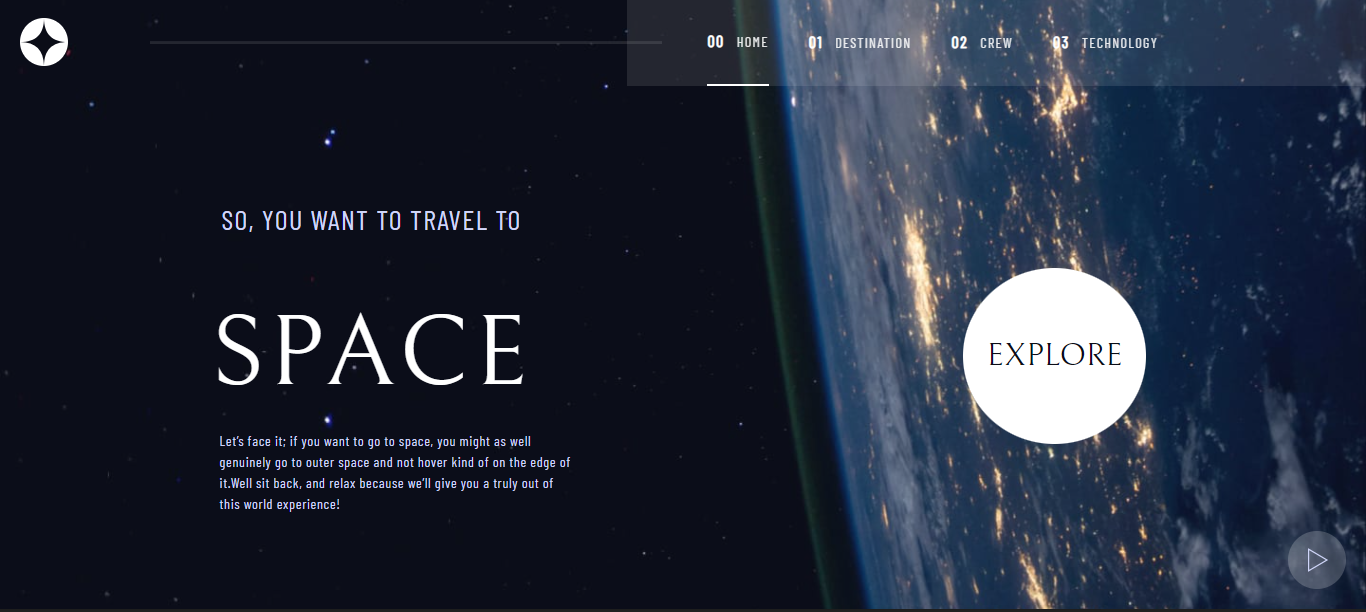 00 HOME 01 DESTINATION 02 CREW 03 TECHNOLOGY
SO, YOU WANT TO TRAVEL TO
SPACE
Let’s face it; if you want to go to space, you might as well
genuinely go to outer space and not hover kind of on the edge of
it.Well sit back, and relax because we’ll give you a truly out of
this world experience!
EXPLORE